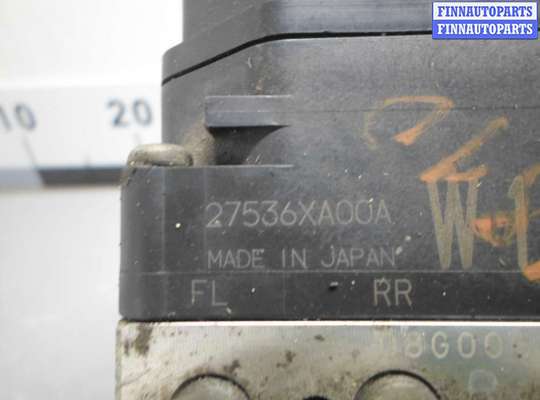 FINNAUTOPARTS
FINNAUTOPARTS
10 20
27536XA00A
MADE IN JAPAN
FL RR